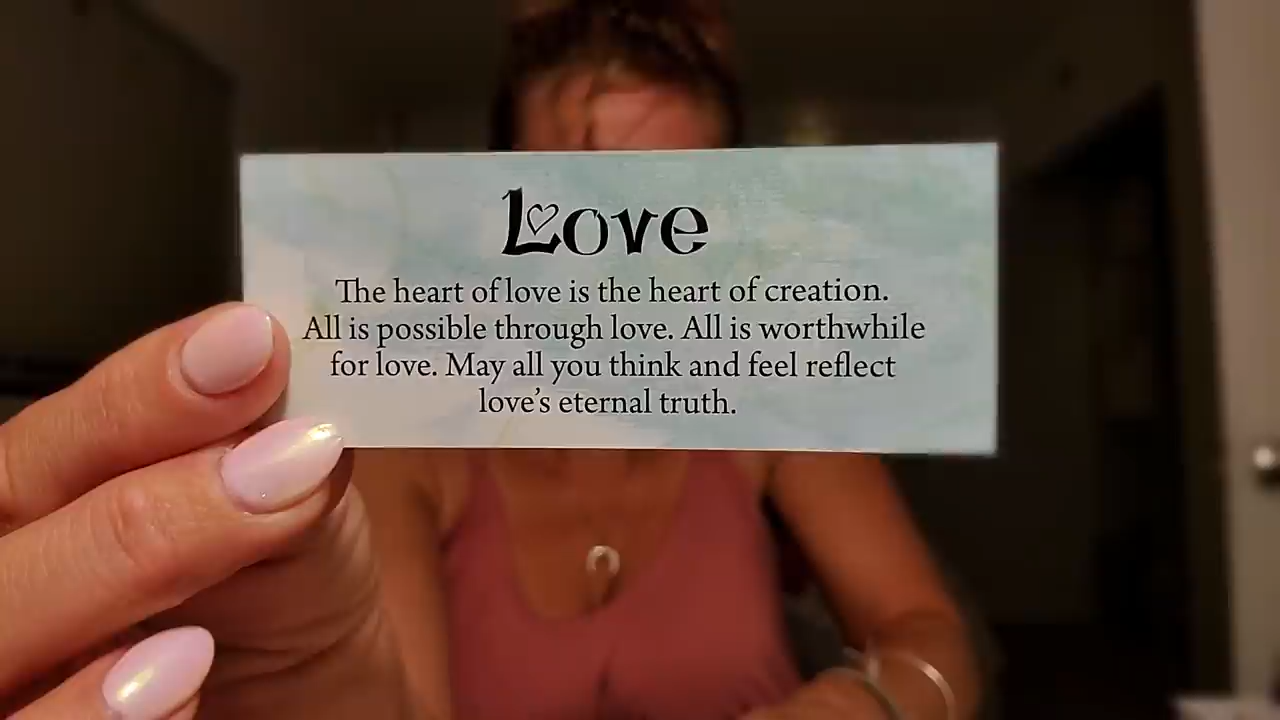 Love
The heart of love is the heart of creation.
All is possible through love. All is worthwhile
for love. May all you think and feel reflect
love's eternal truth.